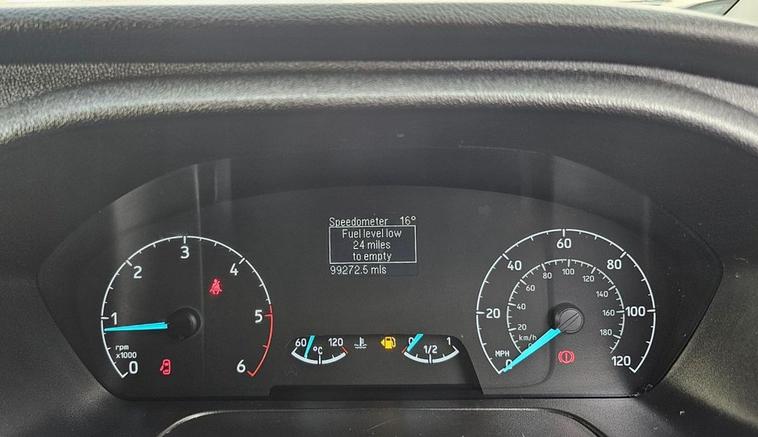 Speedometer 16°
Fuel level low
24 miles
to empty
99272.5 mls
0 1 2 3 4 5 6
rpm
x1000
60 120
°C
0 1/2 1
0 20 40 60 80 100 120
MPH
0 20 40 60 80 100 120 140 160 180
km/h